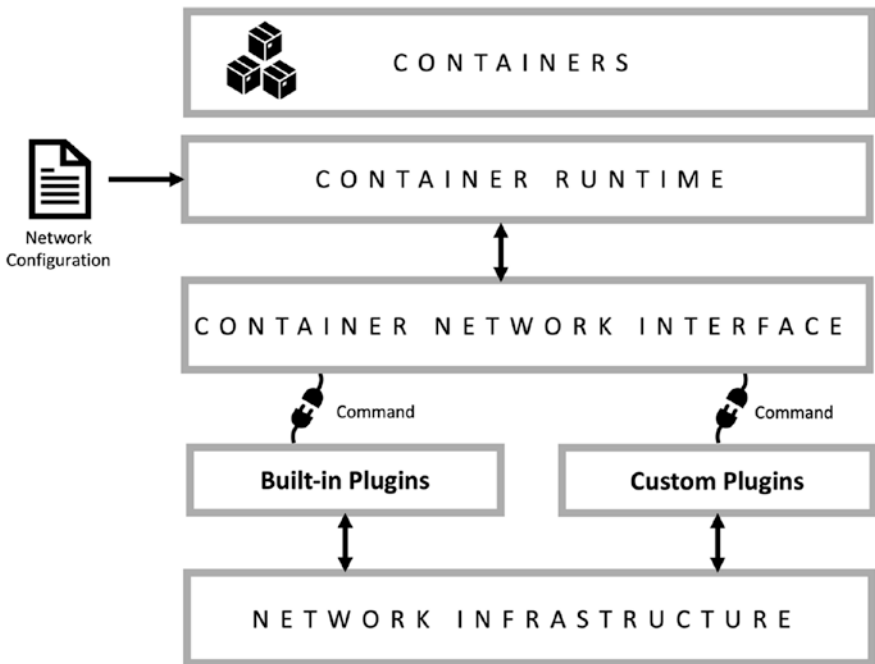 CONTAINERS
CONTAINER RUNTIME
Network
Configuration
CONTAINER NETWORK INTERFACE
Command
Command
Built-in Plugins
Custom Plugins
NETWORK INFRASTRUCTURE